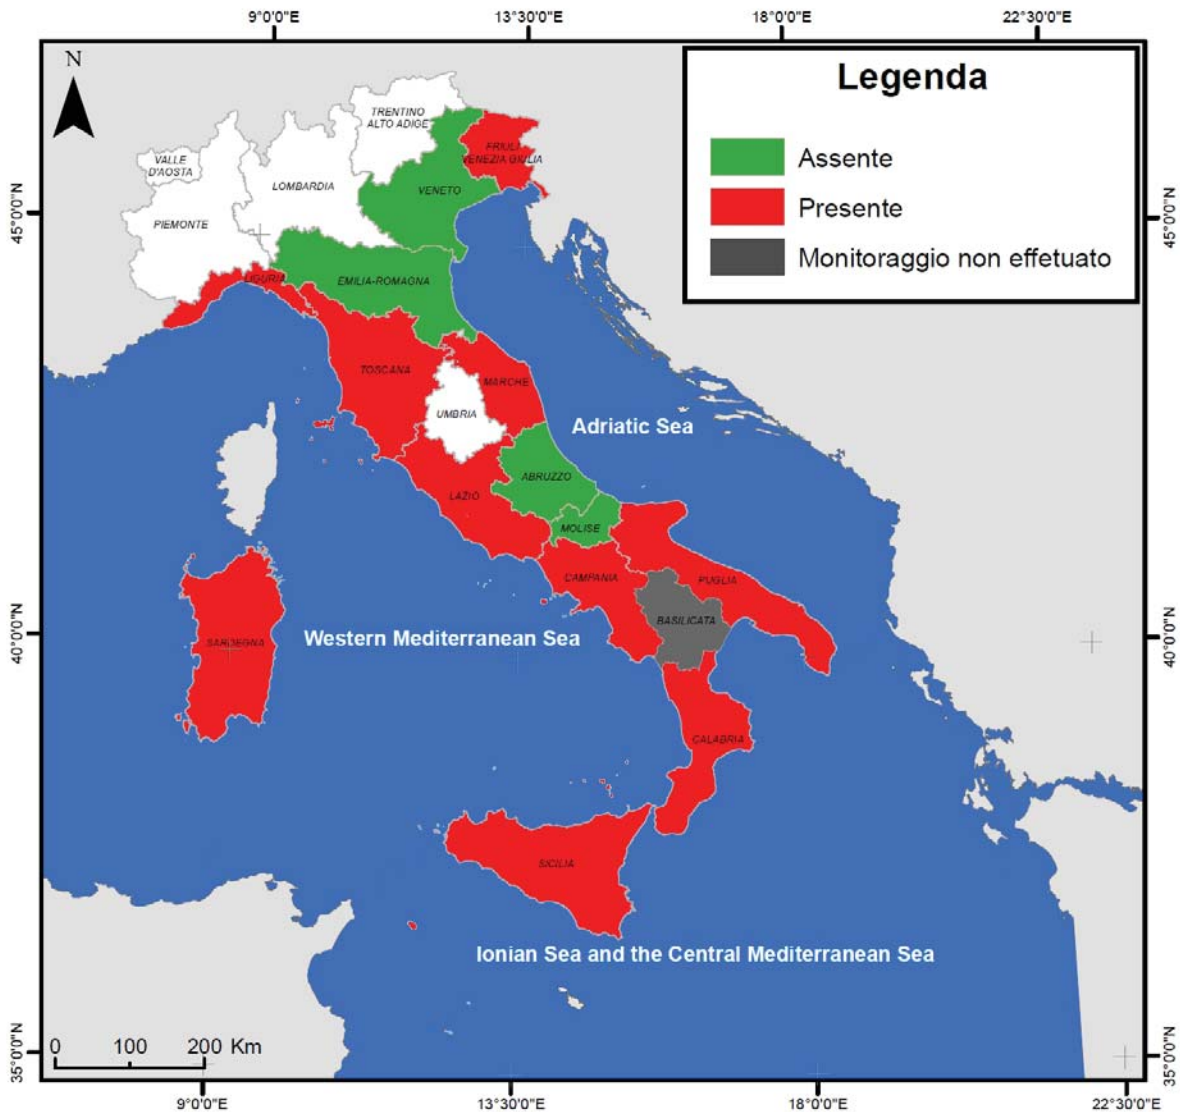 9°0'0"E
13°30'0"E
18°0'0"E
22°30'0"E
N
Legenda
Assente
Presente
Monitoraggio non effetuato
TRENTINO
ALTO ADIGE
FRIULI
VENEZIA GIULIA
VALLE
D'AOSTA
LOMBARDIA
VENETO
PIEMONTE
45°0'0"N
45°0'0"N
LIGURIA
EMILIA-ROMAGNA
TOSCANA
MARCHE
UMBRIA
Adriatic Sea
ABRUZZO
LAZIO
MOLISE
CAMPANIA
PUGLIA
BASILICATA
40°0'0"N
40°0'0"N
Western Mediterranean Sea
SARDEGNA
CALABRIA
SICILIA
Ionian Sea and the Central Mediterranean Sea
35°0'0"N
35°0'0"N
0 100 200 Km
9°0'0"E
13°30'0"E
18°0'0"E
22°30'0"E